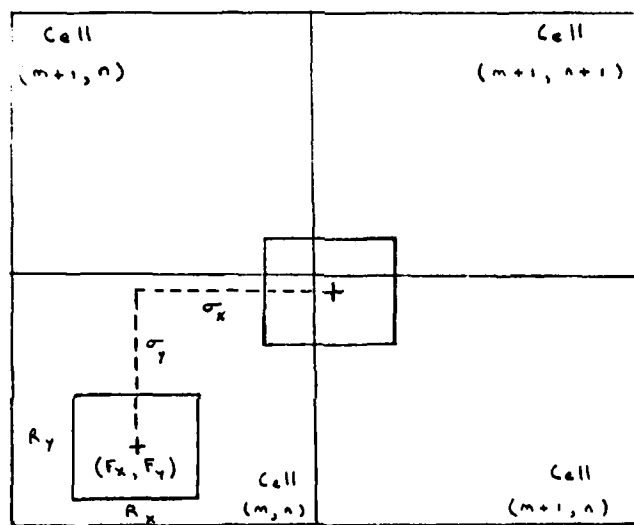 Cell
(m+1, n)
Cell
(m+1, n+1)
σx
σy
Ry
(Fx, Fy)
Rx
Cell
(m, n)
Cell
(m+1, n)